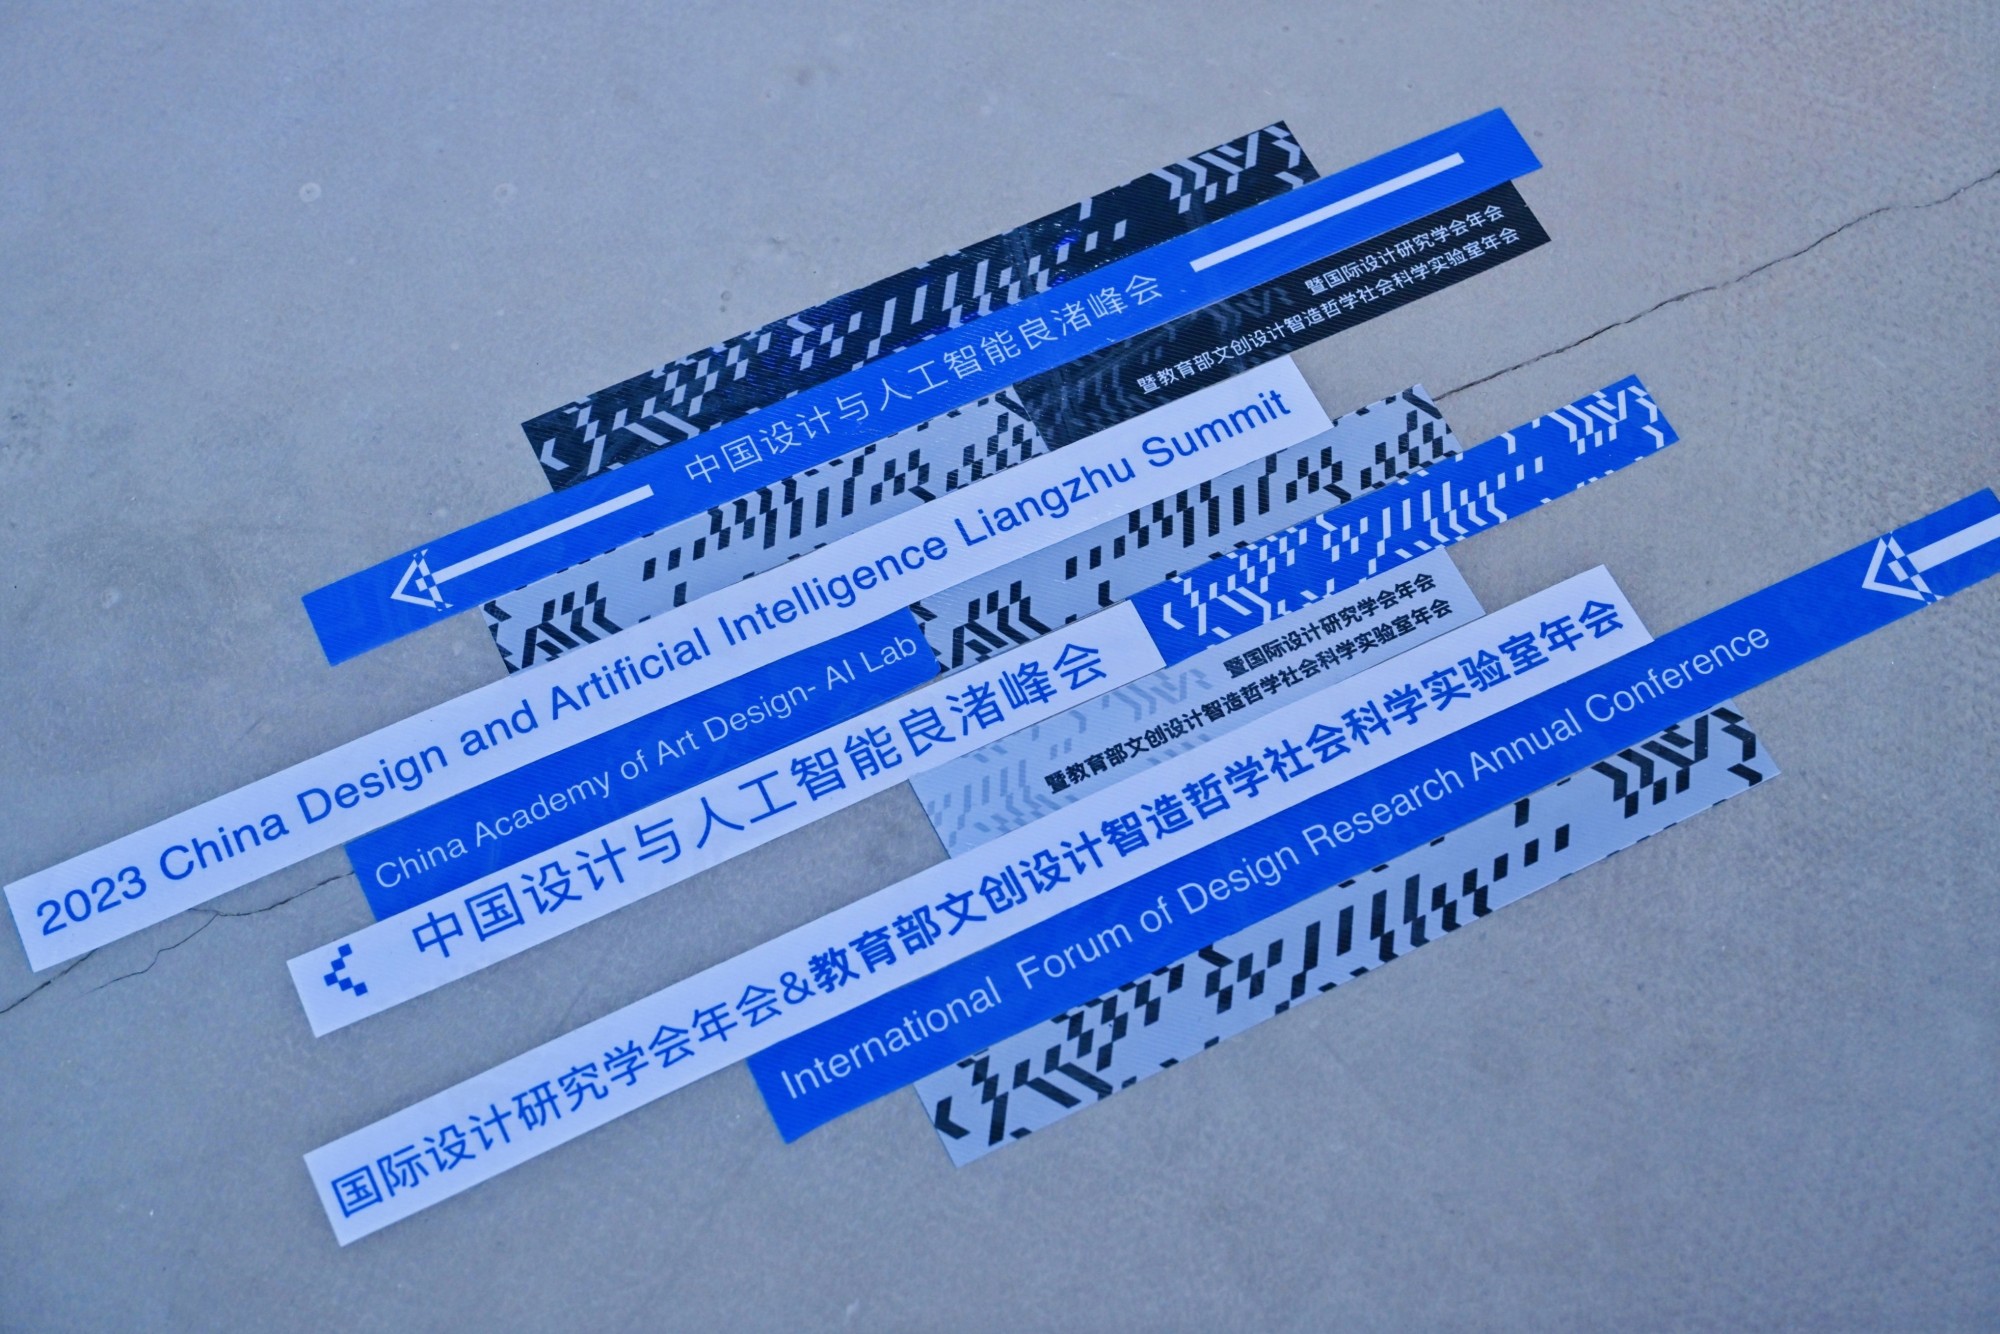 中国设计与人工智能良渚峰会
暨国际设计研究学会年会
暨教育部文创设计智造哲学社会科学实验室年会
2023 China Design and Artificial Intelligence Liangzhu Summit
China Academy of Art Design- AI Lab
中国设计与人工智能良渚峰会
暨国际设计研究学会年会
暨教育部文创设计智造哲学社会科学实验室年会
国际设计研究学会年会&教育部文创设计智造哲学社会科学实验室年会
International Forum of Design Research Annual Conference